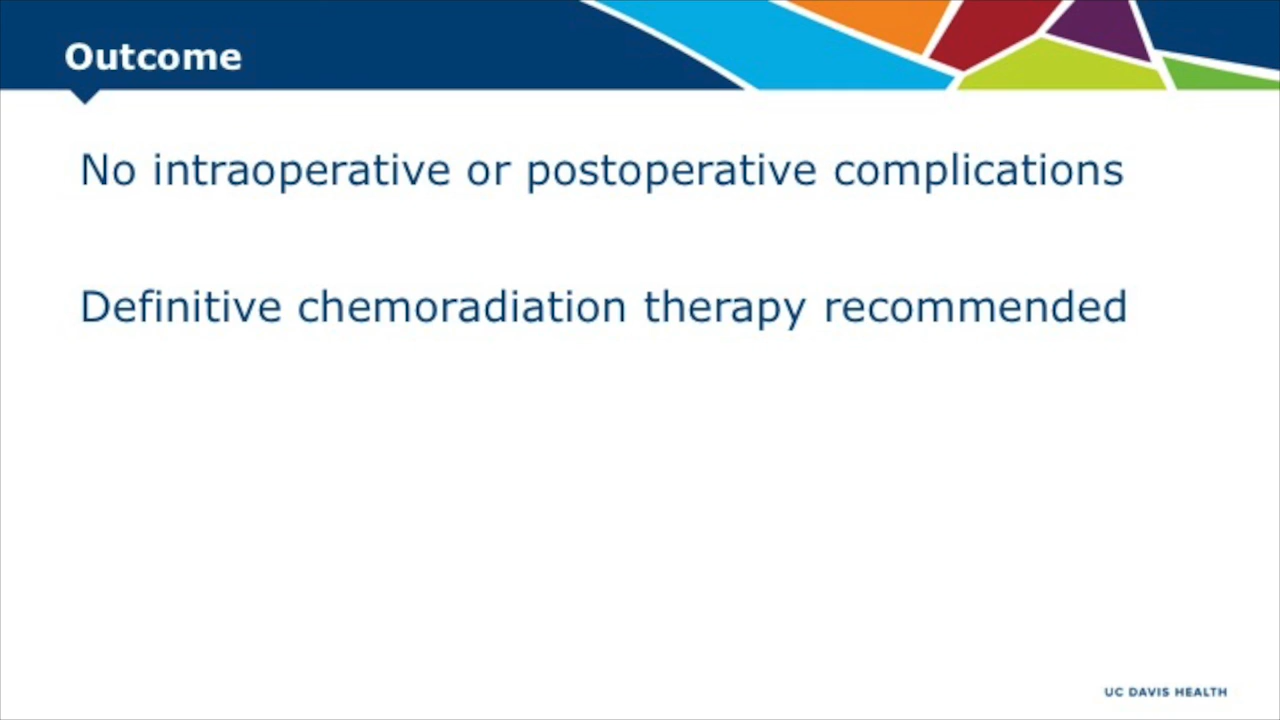 Outcome
No intraoperative or postoperative complications
Definitive chemoradiation therapy recommended
UC DAVIS HEALTH